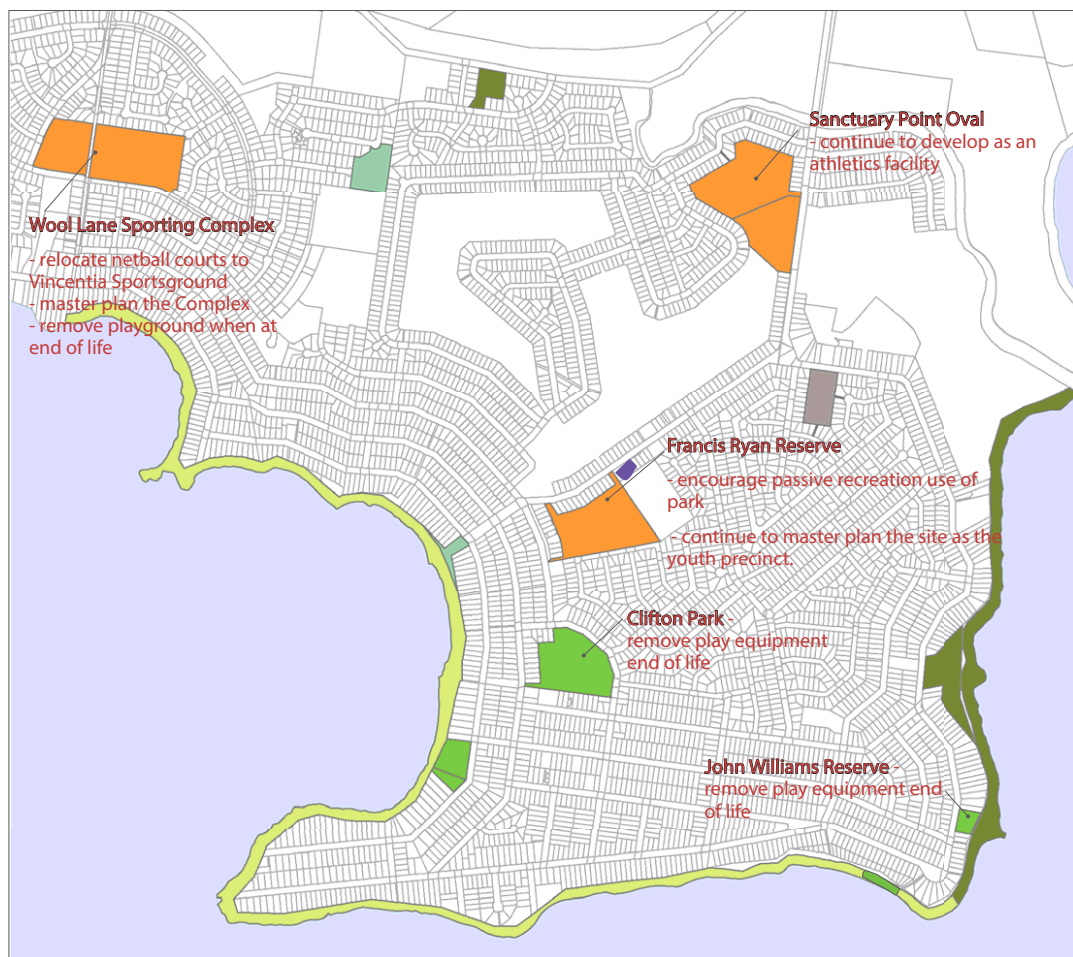 Sanctuary Point Oval
- continue to develop as an
athletics facility
Wool Lane Sporting Complex
- relocate netball courts to
Vincentia Sportsground
- master plan the Complex
- remove playground when at
end of life
Francis Ryan Reserve
- encourage passive recreation use of
park
- continue to master plan the site as the
youth precinct.
Clifton Park -
remove play equipment
end of life
John Williams Reserve -
remove play equipment end
of life